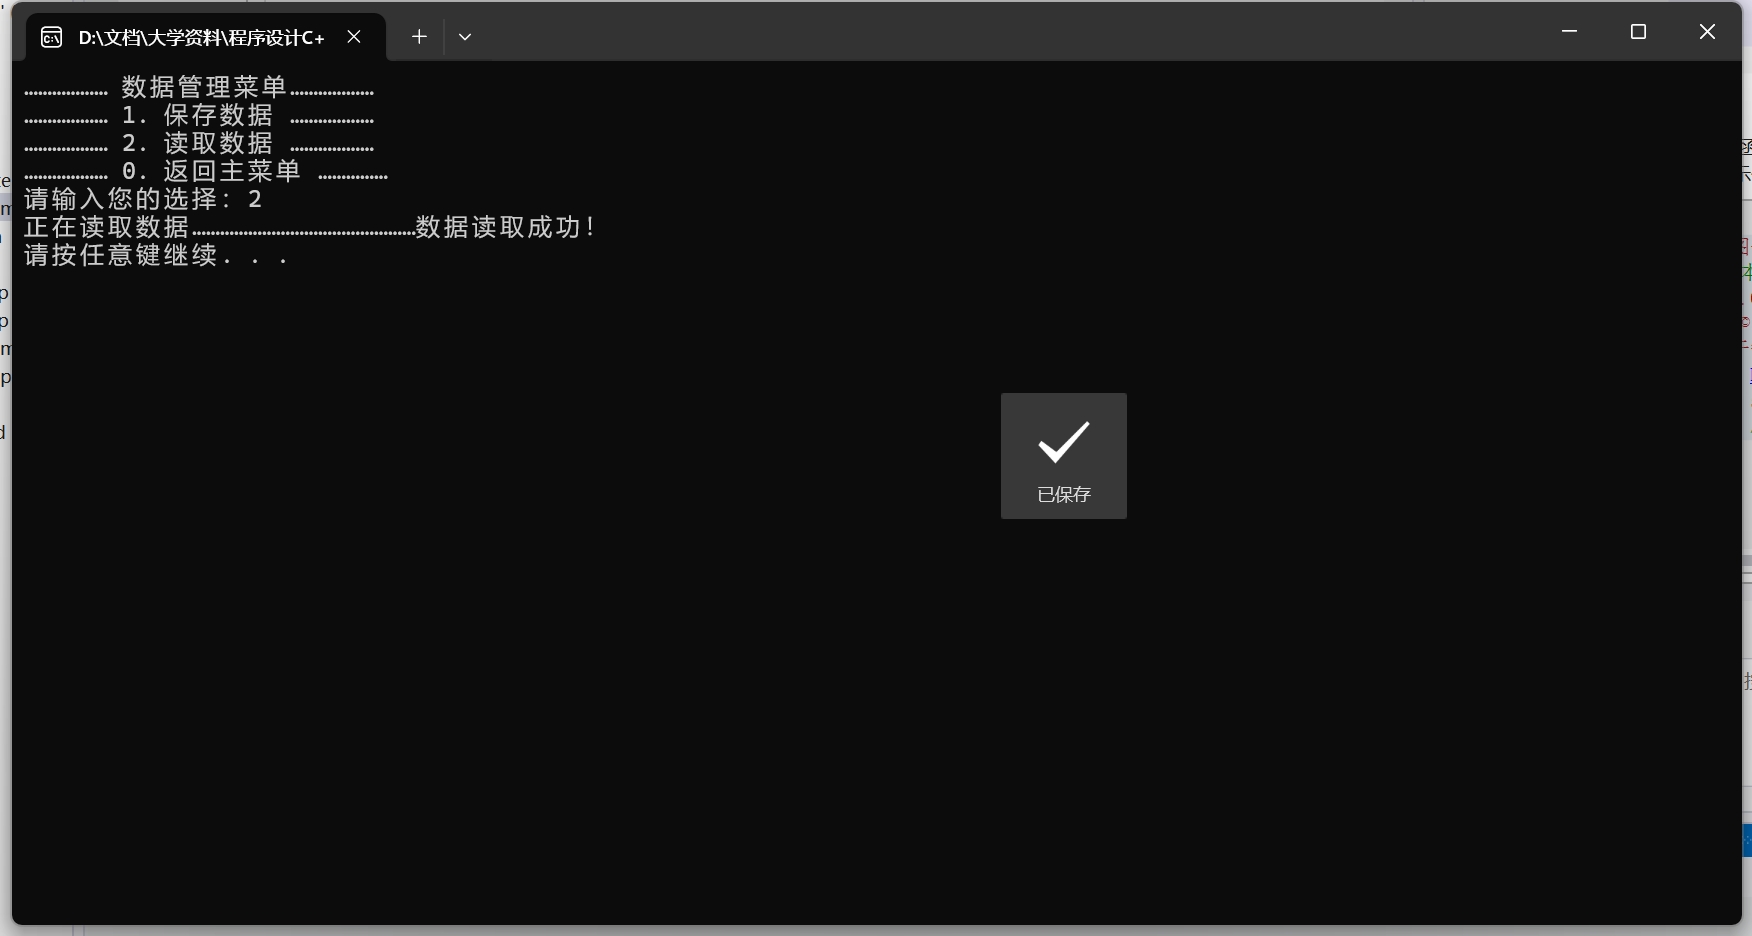 D:\文档\大学资料\程序设计C+
……………… 数据管理菜单………………
……………… 1. 保存数据 ………………
……………… 2. 读取数据 ………………
……………… 0. 返回主菜单 ……………
请输入您的选择: 2
正在读取数据…………………………………………数据读取成功!
请按任意键继续. . .
已保存